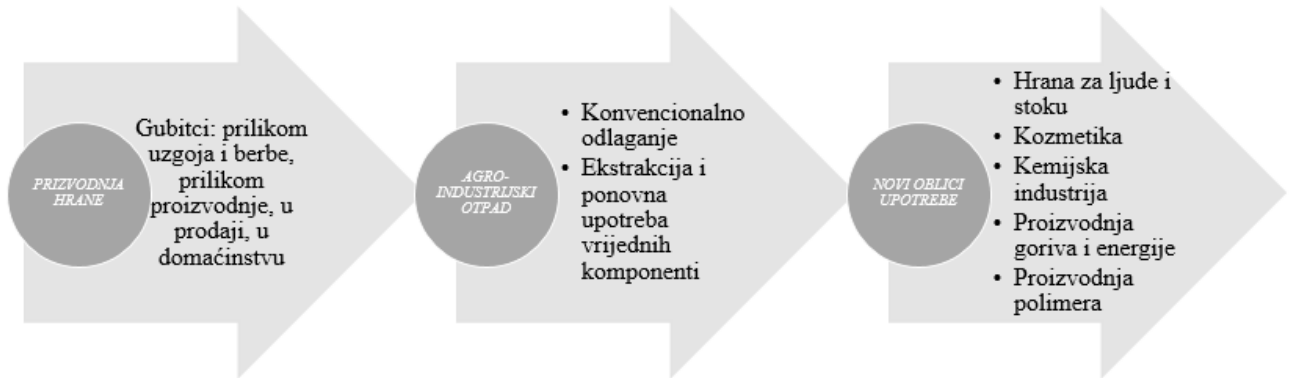 PRIZVODNJA
HRANE
Gubitci: prilikom
uzgoja i berbe,
prilikom
proizvodnje, u
prodaji, u
domaćinstvu
AGRO-
INDUSTRIJSKI
OTPAD
• Konvencionalno
odlaganje
• Ekstrakcija i
ponovna
upotreba
vrijednih
komponenti
NOVI OBLICI
UPOTREBE
• Hrana za ljude i
stoku
• Kozmetika
• Kemijska
industrija
• Proizvodnja
goriva i energije
• Proizvodnja
polimera